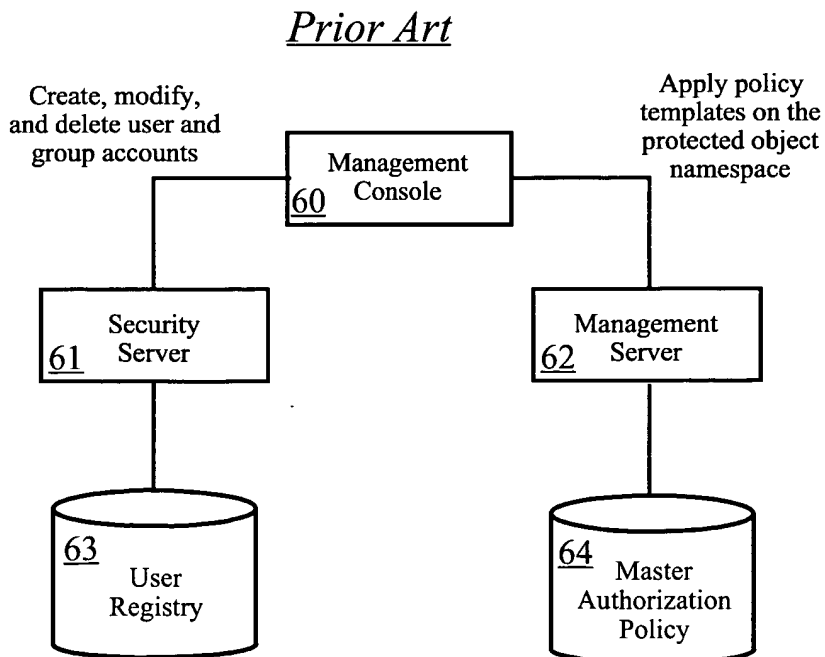 Prior Art
Create, modify,
and delete user and
group accounts
Apply policy
templates on the
protected object
namespace
Management
Console
60
Security
Server
61
Management
Server
62
63
User
Registry
64
Master
Authorization
Policy